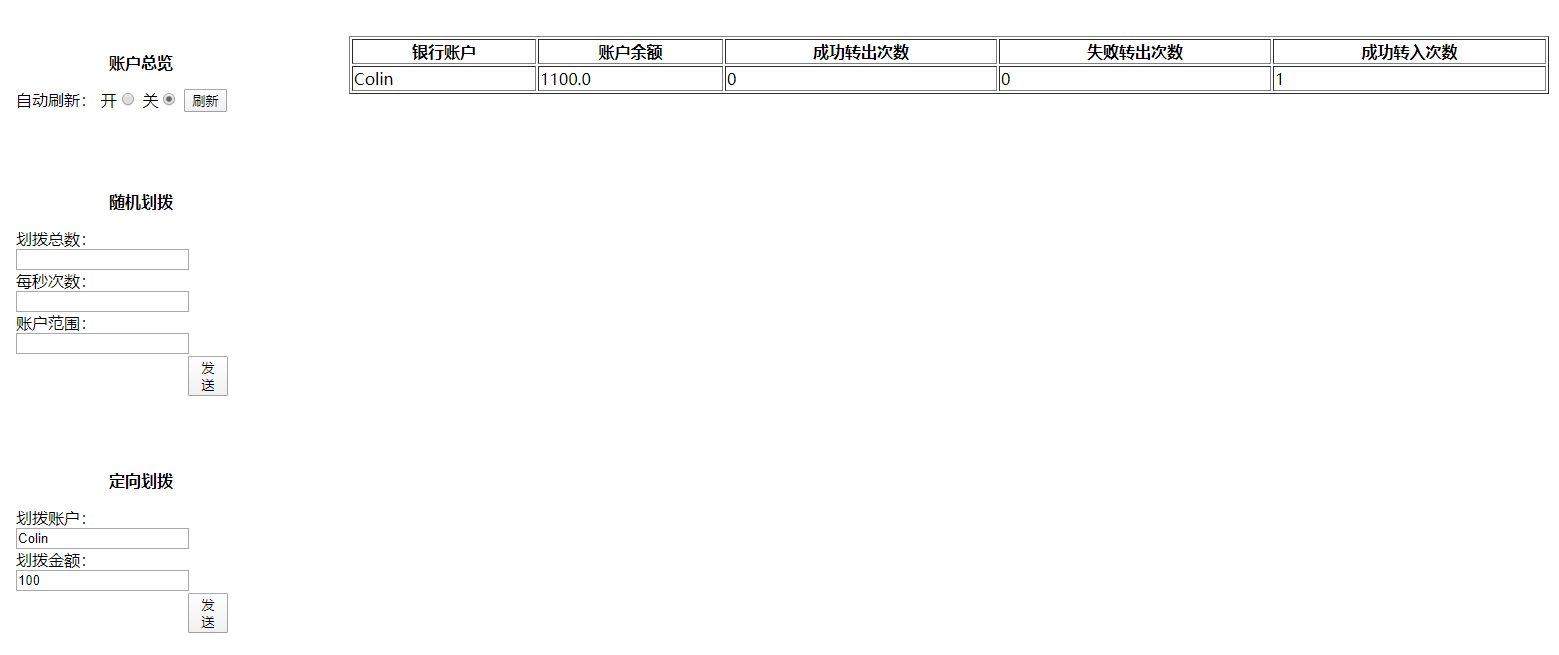 账户总览
自动刷新： 开 关 刷新
随机划拨
划拨总数：
每秒次数：
账户范围：
发
送
定向划拨
划拨账户：
Colin
划拨金额：
100
发
送
银行账户 账户余额 成功转出次数 失败转出次数 成功转入次数
Colin 1100.0 0 0 1